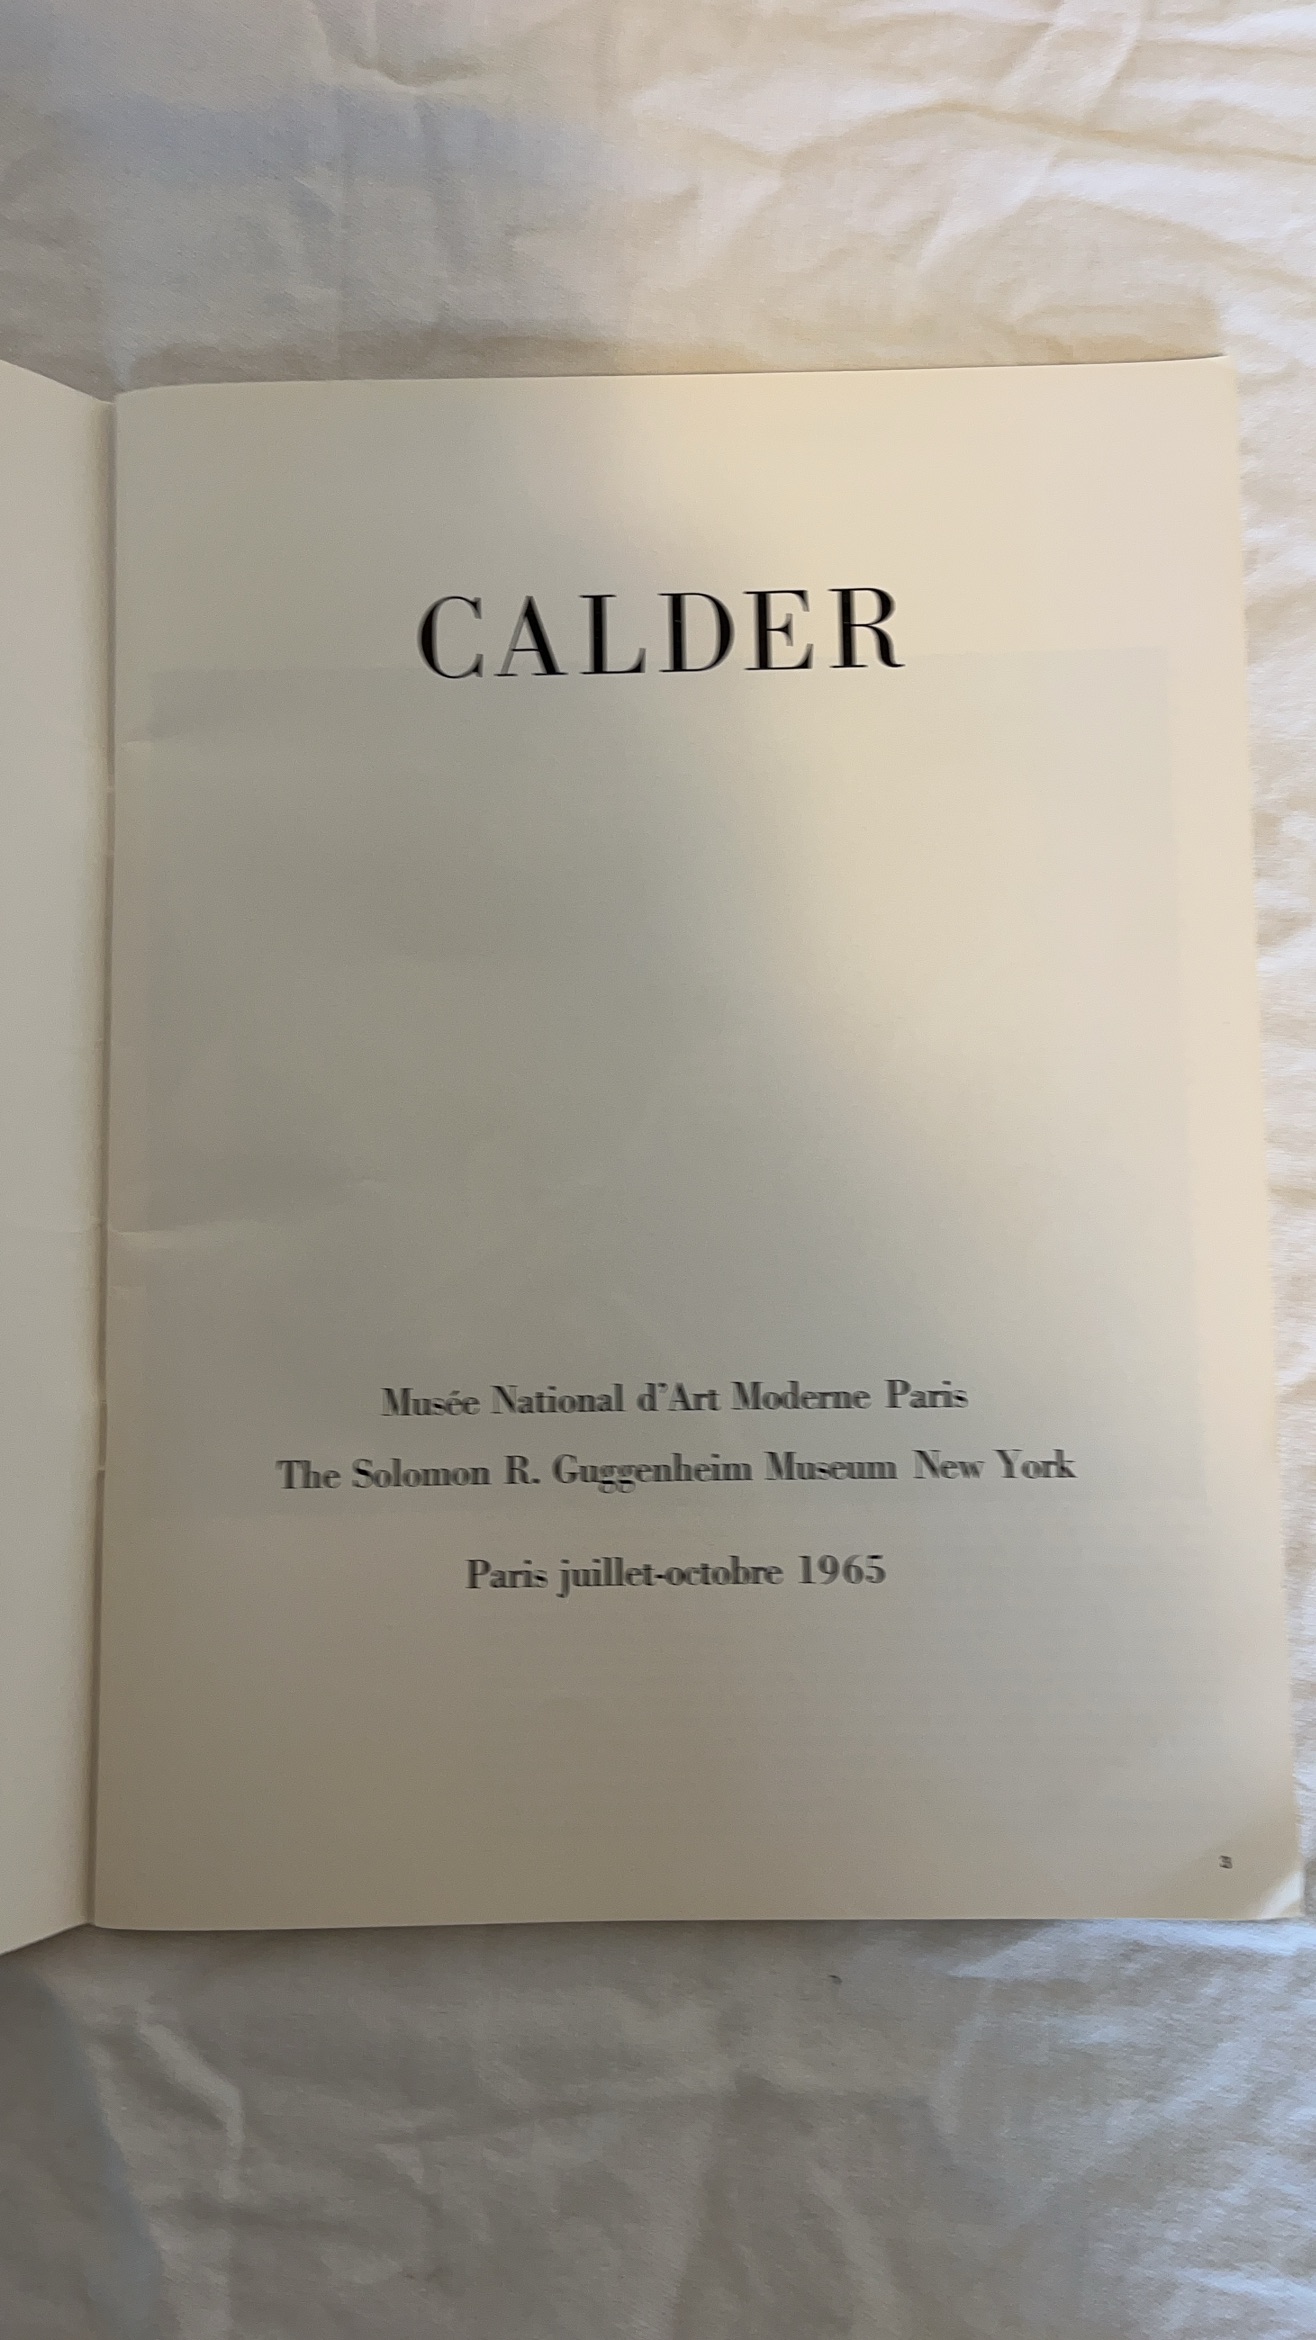 CALDER
Musée National d'Art Moderne Paris
The Solomon R. Guggenheim Museum New York
Paris juillet-octobre 1965
3